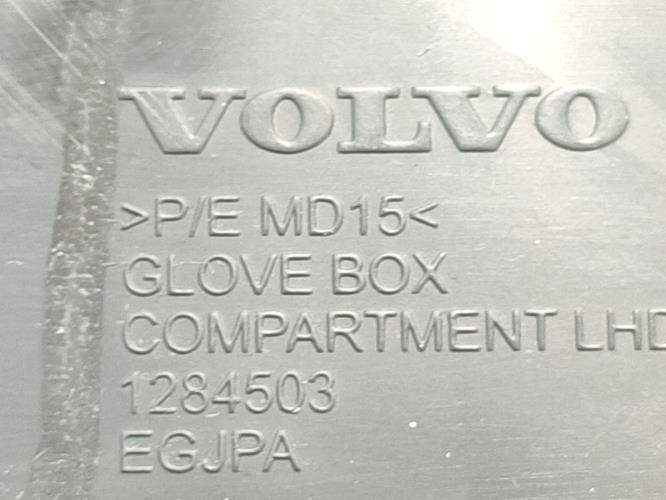 VOLVO
>P/E MD15<
GLOVE BOX
COMPARTMENT LHD
1284503
EGJPA